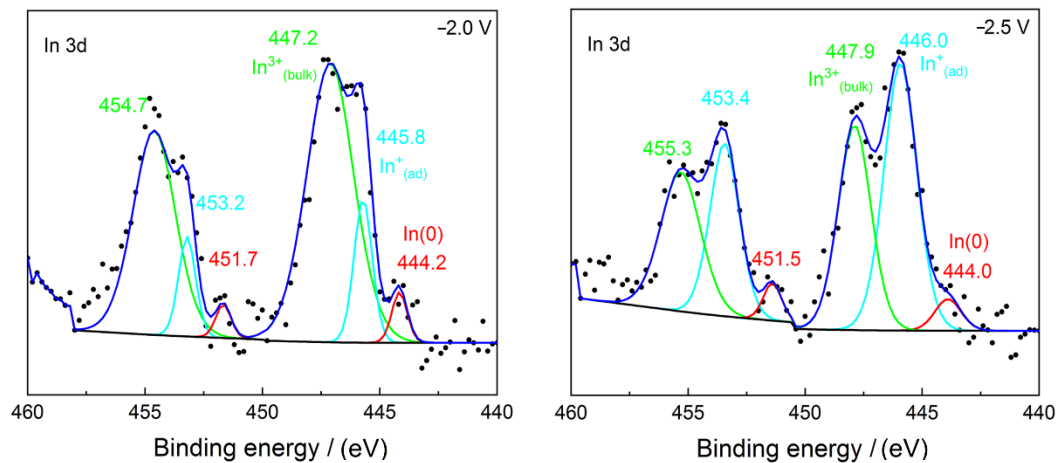 In 3d
−2.0 V
447.2
In³⁺(bulk)
454.7
445.8
In⁺(ad)
453.2
451.7
In(0)
444.2
460
455
450
445
440
Binding energy / (eV)
In 3d
−2.5 V
446.0
In⁺(ad)
447.9
In³⁺(bulk)
453.4
455.3
451.5
In(0)
444.0
460
455
450
445
440
Binding energy / (eV)